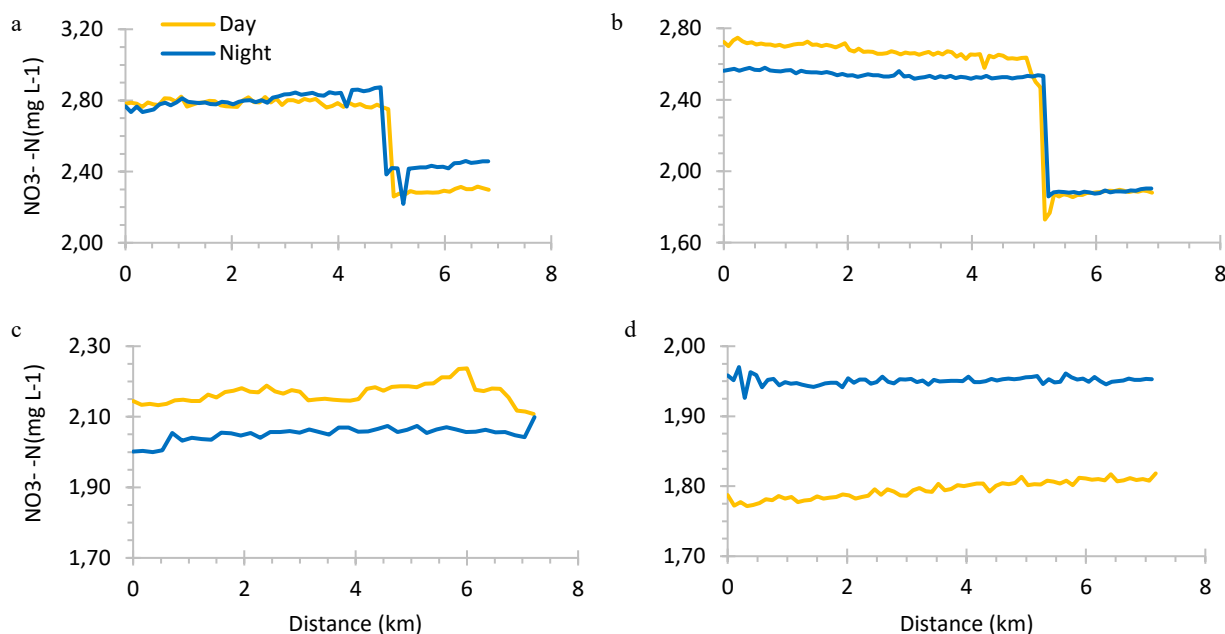 a
Day
Night
NO3- -N(mg L-1)
3,20
2,80
2,40
2,00
0 2 4 6 8
b
2,80
2,40
2,00
1,60
0 2 4 6 8
c
NO3- -N(mg L-1)
2,30
2,10
1,90
1,70
0 2 4 6 8
Distance (km)
d
2,00
1,90
1,80
1,70
0 2 4 6 8
Distance (km)